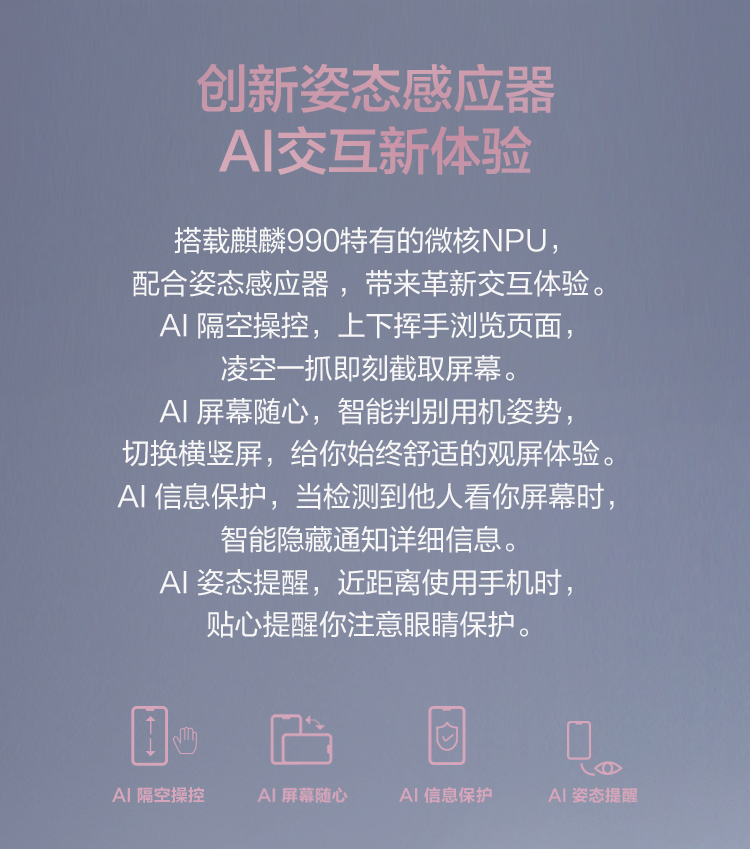 创新姿态感应器
AI交互新体验
搭载麒麟990特有的微核NPU，
配合姿态感应器 ，带来革新交互体验。
AI 隔空操控，上下挥手浏览页面，
凌空一抓即刻截取屏幕。
AI 屏幕随心，智能判别用机姿势，
切换横竖屏，给你始终舒适的观屏体验。
AI 信息保护，当检测到他人看你屏幕时，
智能隐藏通知详细信息。
AI 姿态提醒，近距离使用手机时，
贴心提醒你注意眼睛保护。
AI 隔空操控
AI 屏幕随心
AI 信息保护
AI 姿态提醒